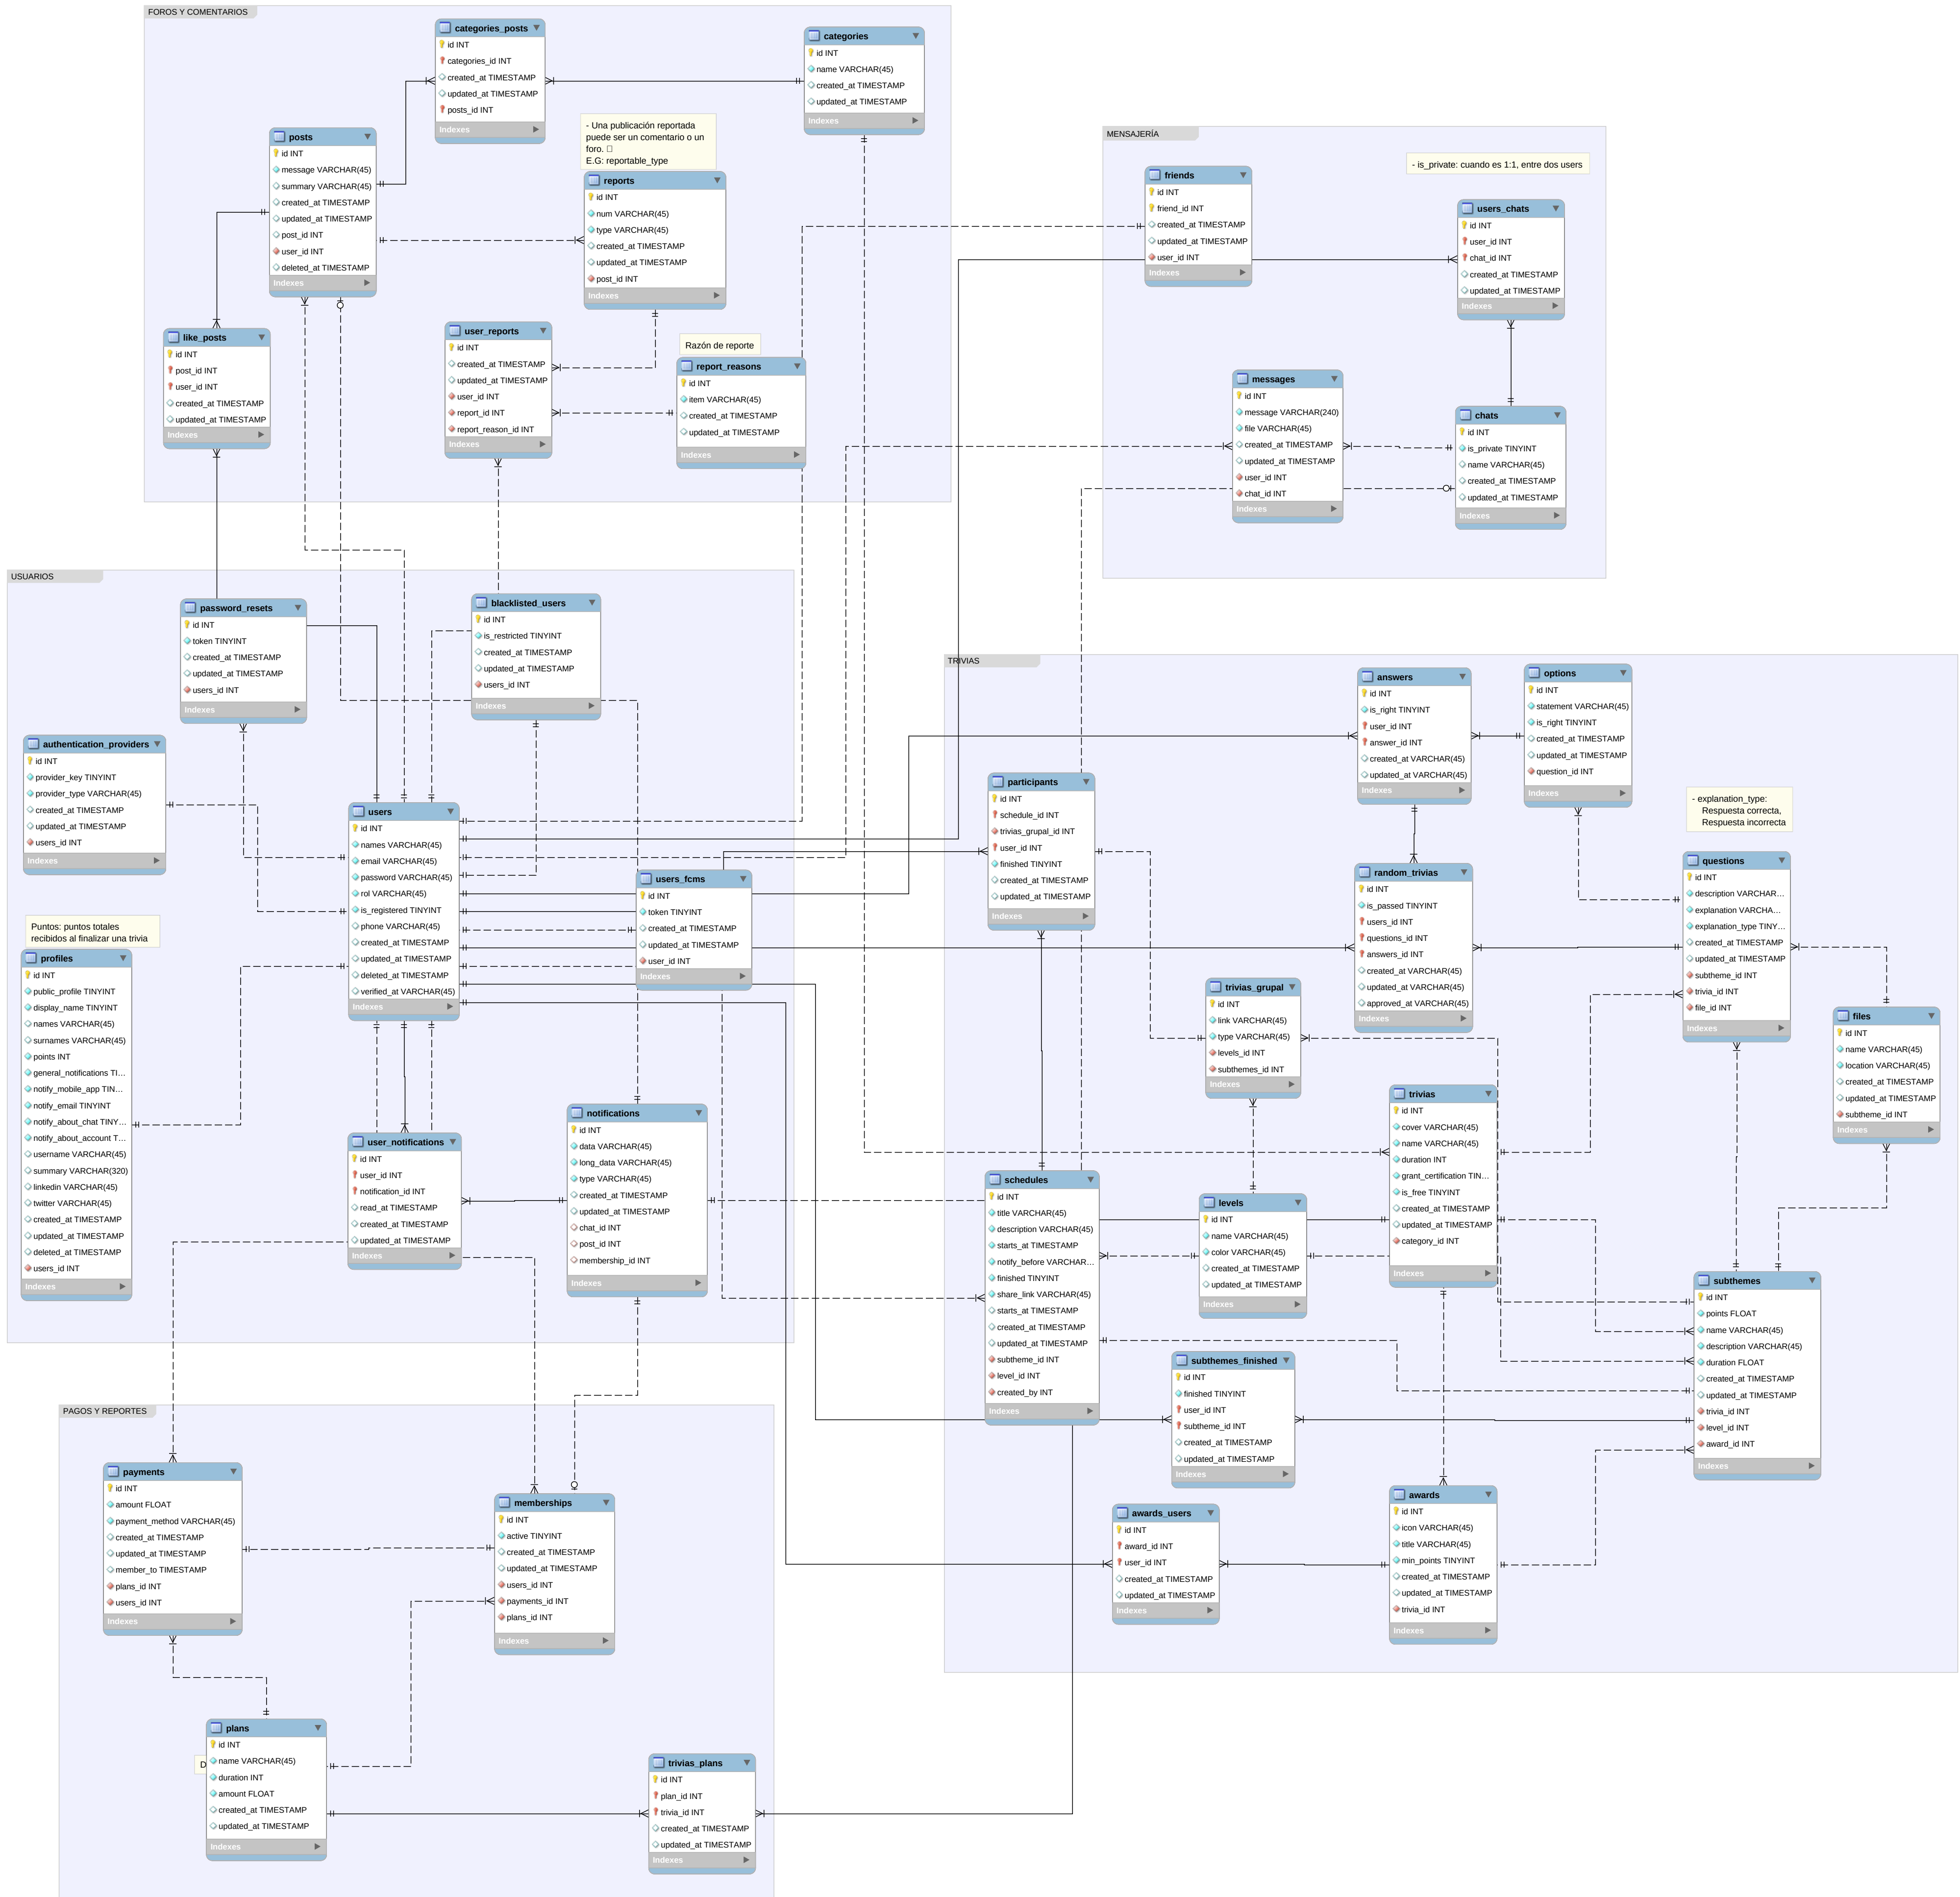 FOROS Y COMENTARIOS
categories_posts
id INT
categories_id INT
created_at TIMESTAMP
updated_at TIMESTAMP
posts_id INT
Indexes
categories
id INT
name VARCHAR(45)
created_at TIMESTAMP
updated_at TIMESTAMP
Indexes
- Una publicación reportada
puede ser un comentario o un
foro.
E.G: reportable_type
posts
id INT
message VARCHAR(45)
summary VARCHAR(45)
created_at TIMESTAMP
updated_at TIMESTAMP
post_id INT
user_id INT
deleted_at TIMESTAMP
Indexes
reports
id INT
num VARCHAR(45)
type VARCHAR(45)
created_at TIMESTAMP
updated_at TIMESTAMP
post_id INT
Indexes
like_posts
id INT
post_id INT
user_id INT
created_at TIMESTAMP
updated_at TIMESTAMP
Indexes
user_reports
id INT
created_at TIMESTAMP
updated_at TIMESTAMP
user_id INT
report_id INT
report_reason_id INT
Indexes
Razón de reporte
report_reasons
id INT
item VARCHAR(45)
created_at TIMESTAMP
updated_at TIMESTAMP
Indexes
MENSAJERÍA
- is_private: cuando es 1:1, entre dos users
friends
id INT
friend_id INT
created_at TIMESTAMP
updated_at TIMESTAMP
user_id INT
Indexes
users_chats
id INT
user_id INT
chat_id INT
created_at TIMESTAMP
updated_at TIMESTAMP
Indexes
messages
id INT
message VARCHAR(240)
file VARCHAR(45)
created_at TIMESTAMP
updated_at TIMESTAMP
user_id INT
chat_id INT
Indexes
chats
id INT
is_private TINYINT
name VARCHAR(45)
created_at TIMESTAMP
updated_at TIMESTAMP
Indexes
USUARIOS
password_resets
id INT
token TINYINT
created_at TIMESTAMP
updated_at TIMESTAMP
users_id INT
Indexes
blacklisted_users
id INT
is_restricted TINYINT
created_at TIMESTAMP
updated_at TIMESTAMP
users_id INT
Indexes
authentication_providers
id INT
provider_key TINYINT
provider_type VARCHAR(45)
created_at TIMESTAMP
updated_at TIMESTAMP
users_id INT
Indexes
users
id INT
names VARCHAR(45)
email VARCHAR(45)
password VARCHAR(45)
rol VARCHAR(45)
is_registered TINYINT
phone VARCHAR(45)
created_at TIMESTAMP
updated_at TIMESTAMP
deleted_at TIMESTAMP
verified_at VARCHAR(45)
Indexes
users_fcms
id INT
token TINYINT
created_at TIMESTAMP
updated_at TIMESTAMP
user_id INT
Indexes
Puntos: puntos totales
recibidos al finalizar una trivia
profiles
id INT
public_profile TINYINT
display_name TINYINT
names VARCHAR(45)
surnames VARCHAR(45)
points INT
general_notifications TI…
notify_mobile_app TIN…
notify_email TINYINT
notify_about_chat TINY…
notify_about_account T…
username VARCHAR(45)
summary VARCHAR(320)
linkedin VARCHAR(45)
twitter VARCHAR(45)
created_at TIMESTAMP
updated_at TIMESTAMP
deleted_at TIMESTAMP
users_id INT
Indexes
user_notifications
id INT
user_id INT
notification_id INT
read_at TIMESTAMP
created_at TIMESTAMP
updated_at TIMESTAMP
Indexes
notifications
id INT
data VARCHAR(45)
long_data VARCHAR(45)
type VARCHAR(45)
created_at TIMESTAMP
updated_at TIMESTAMP
chat_id INT
post_id INT
membership_id INT
Indexes
TRIVIAS
answers
id INT
is_right TINYINT
user_id INT
answer_id INT
created_at VARCHAR(45)
updated_at VARCHAR(45)
Indexes
options
id INT
statement VARCHAR(45)
is_right TINYINT
created_at TIMESTAMP
updated_at TIMESTAMP
question_id INT
Indexes
participants
id INT
schedule_id INT
trivias_grupal_id INT
user_id INT
finished TINYINT
created_at TIMESTAMP
updated_at TIMESTAMP
Indexes
- explanation_type:
Respuesta correcta,
Respuesta incorrecta
random_trivias
id INT
is_passed TINYINT
users_id INT
questions_id INT
answers_id INT
created_at VARCHAR(45)
updated_at VARCHAR(45)
approved_at VARCHAR(45)
Indexes
questions
id INT
description VARCHAR…
explanation VARCHA…
explanation_type TINY…
created_at TIMESTAMP
updated_at TIMESTAMP
subtheme_id INT
trivia_id INT
file_id INT
Indexes
trivias_grupal
id INT
link VARCHAR(45)
type VARCHAR(45)
levels_id INT
subthemes_id INT
Indexes
files
id INT
name VARCHAR(45)
location VARCHAR(45)
created_at TIMESTAMP
updated_at TIMESTAMP
subtheme_id INT
Indexes
trivias
id INT
cover VARCHAR(45)
name VARCHAR(45)
duration INT
grant_certification TIN…
is_free TINYINT
created_at TIMESTAMP
updated_at TIMESTAMP
category_id INT
Indexes
schedules
id INT
title VARCHAR(45)
description VARCHAR(45)
starts_at TIMESTAMP
notify_before VARCHAR…
finished TINYINT
share_link VARCHAR(45)
starts_at TIMESTAMP
created_at TIMESTAMP
updated_at TIMESTAMP
subtheme_id INT
level_id INT
created_by INT
Indexes
levels
id INT
name VARCHAR(45)
color VARCHAR(45)
created_at TIMESTAMP
updated_at TIMESTAMP
Indexes
subthemes
id INT
points FLOAT
name VARCHAR(45)
description VARCHAR(45)
duration FLOAT
created_at TIMESTAMP
updated_at TIMESTAMP
trivia_id INT
level_id INT
award_id INT
Indexes
subthemes_finished
id INT
finished TINYINT
user_id INT
subtheme_id INT
created_at TIMESTAMP
updated_at TIMESTAMP
Indexes
awards_users
id INT
award_id INT
user_id INT
created_at TIMESTAMP
updated_at TIMESTAMP
Indexes
awards
id INT
icon VARCHAR(45)
title VARCHAR(45)
min_points TINYINT
created_at TIMESTAMP
updated_at TIMESTAMP
trivia_id INT
Indexes
PAGOS Y REPORTES
payments
id INT
amount FLOAT
payment_method VARCHAR(45)
created_at TIMESTAMP
updated_at TIMESTAMP
member_to TIMESTAMP
plans_id INT
users_id INT
Indexes
memberships
id INT
active TINYINT
created_at TIMESTAMP
updated_at TIMESTAMP
users_id INT
payments_id INT
plans_id INT
Indexes
D
plans
id INT
name VARCHAR(45)
duration INT
amount FLOAT
created_at TIMESTAMP
updated_at TIMESTAMP
Indexes
trivias_plans
id INT
plan_id INT
trivia_id INT
created_at TIMESTAMP
updated_at TIMESTAMP
Indexes